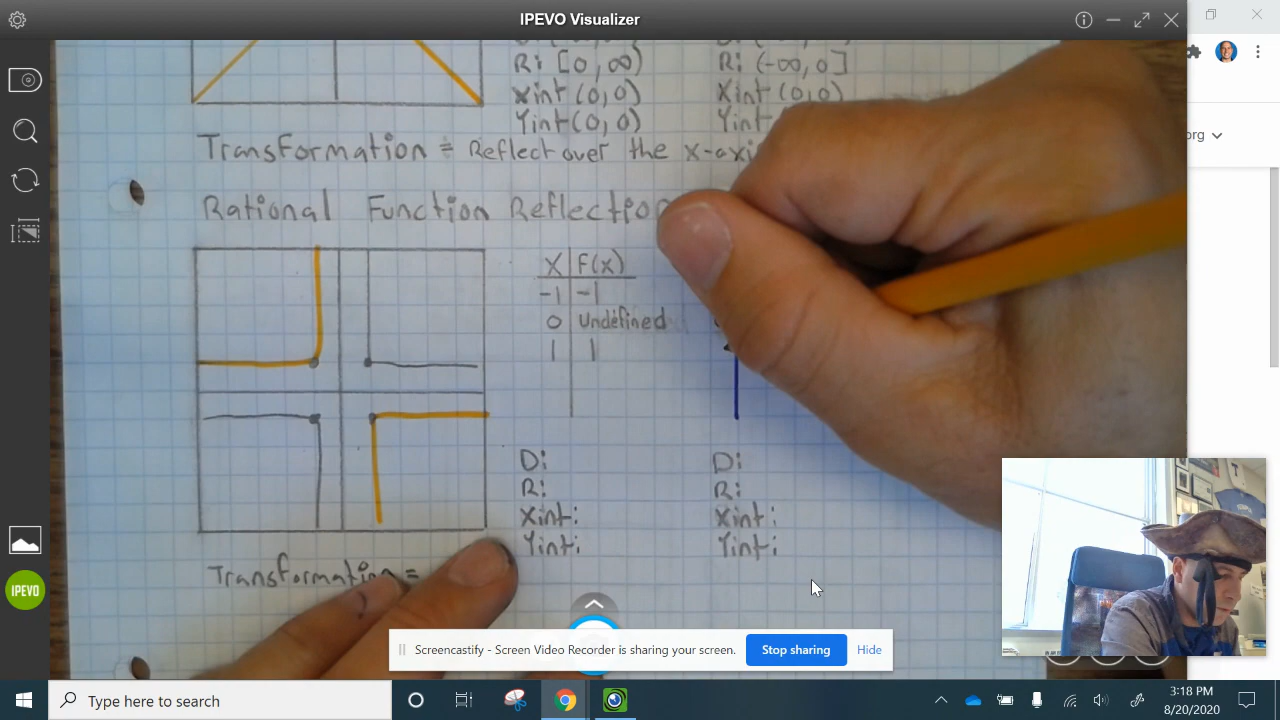 IPEVO Visualizer
R: [0, ∞)
R: (-∞, 0]
Xint (0, 0)
Xint (0,0)
Yint (0, 0)
Yint
Transformation = Reflect over the x-axi
org
Rational Function Reflectio
X F(x)
-1 -1
0 Undefined
1 1
D:
D:
R:
R:
Xint:
Xint:
Yint:
Yint:
Transformation =
IPEVO
Screencastify - Screen Video Recorder is sharing your screen.
Stop sharing
Hide
Type here to search
3:18 PM
8/20/2020